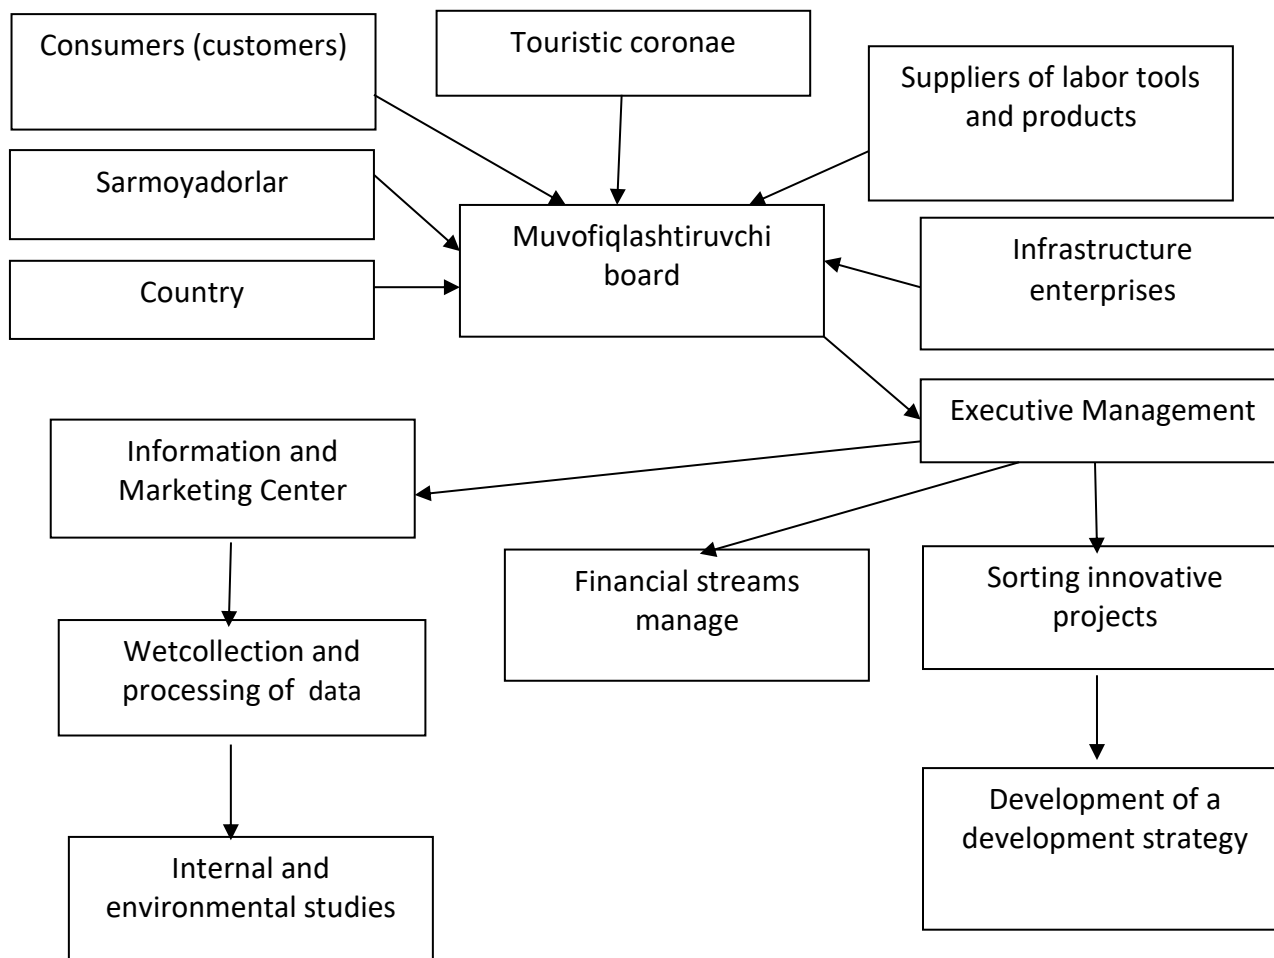 Consumers (customers)
Touristic coronae
Suppliers of labor tools
and products
Sarmoyadorlar
Muvofiqlashtiruvchi
board
Infrastructure
enterprises
Country
Executive Management
Information and
Marketing Center
Financial streams
manage
Sorting innovative
projects
Wetcollection and
processing of data
Development of a
development strategy
Internal and
environmental studies